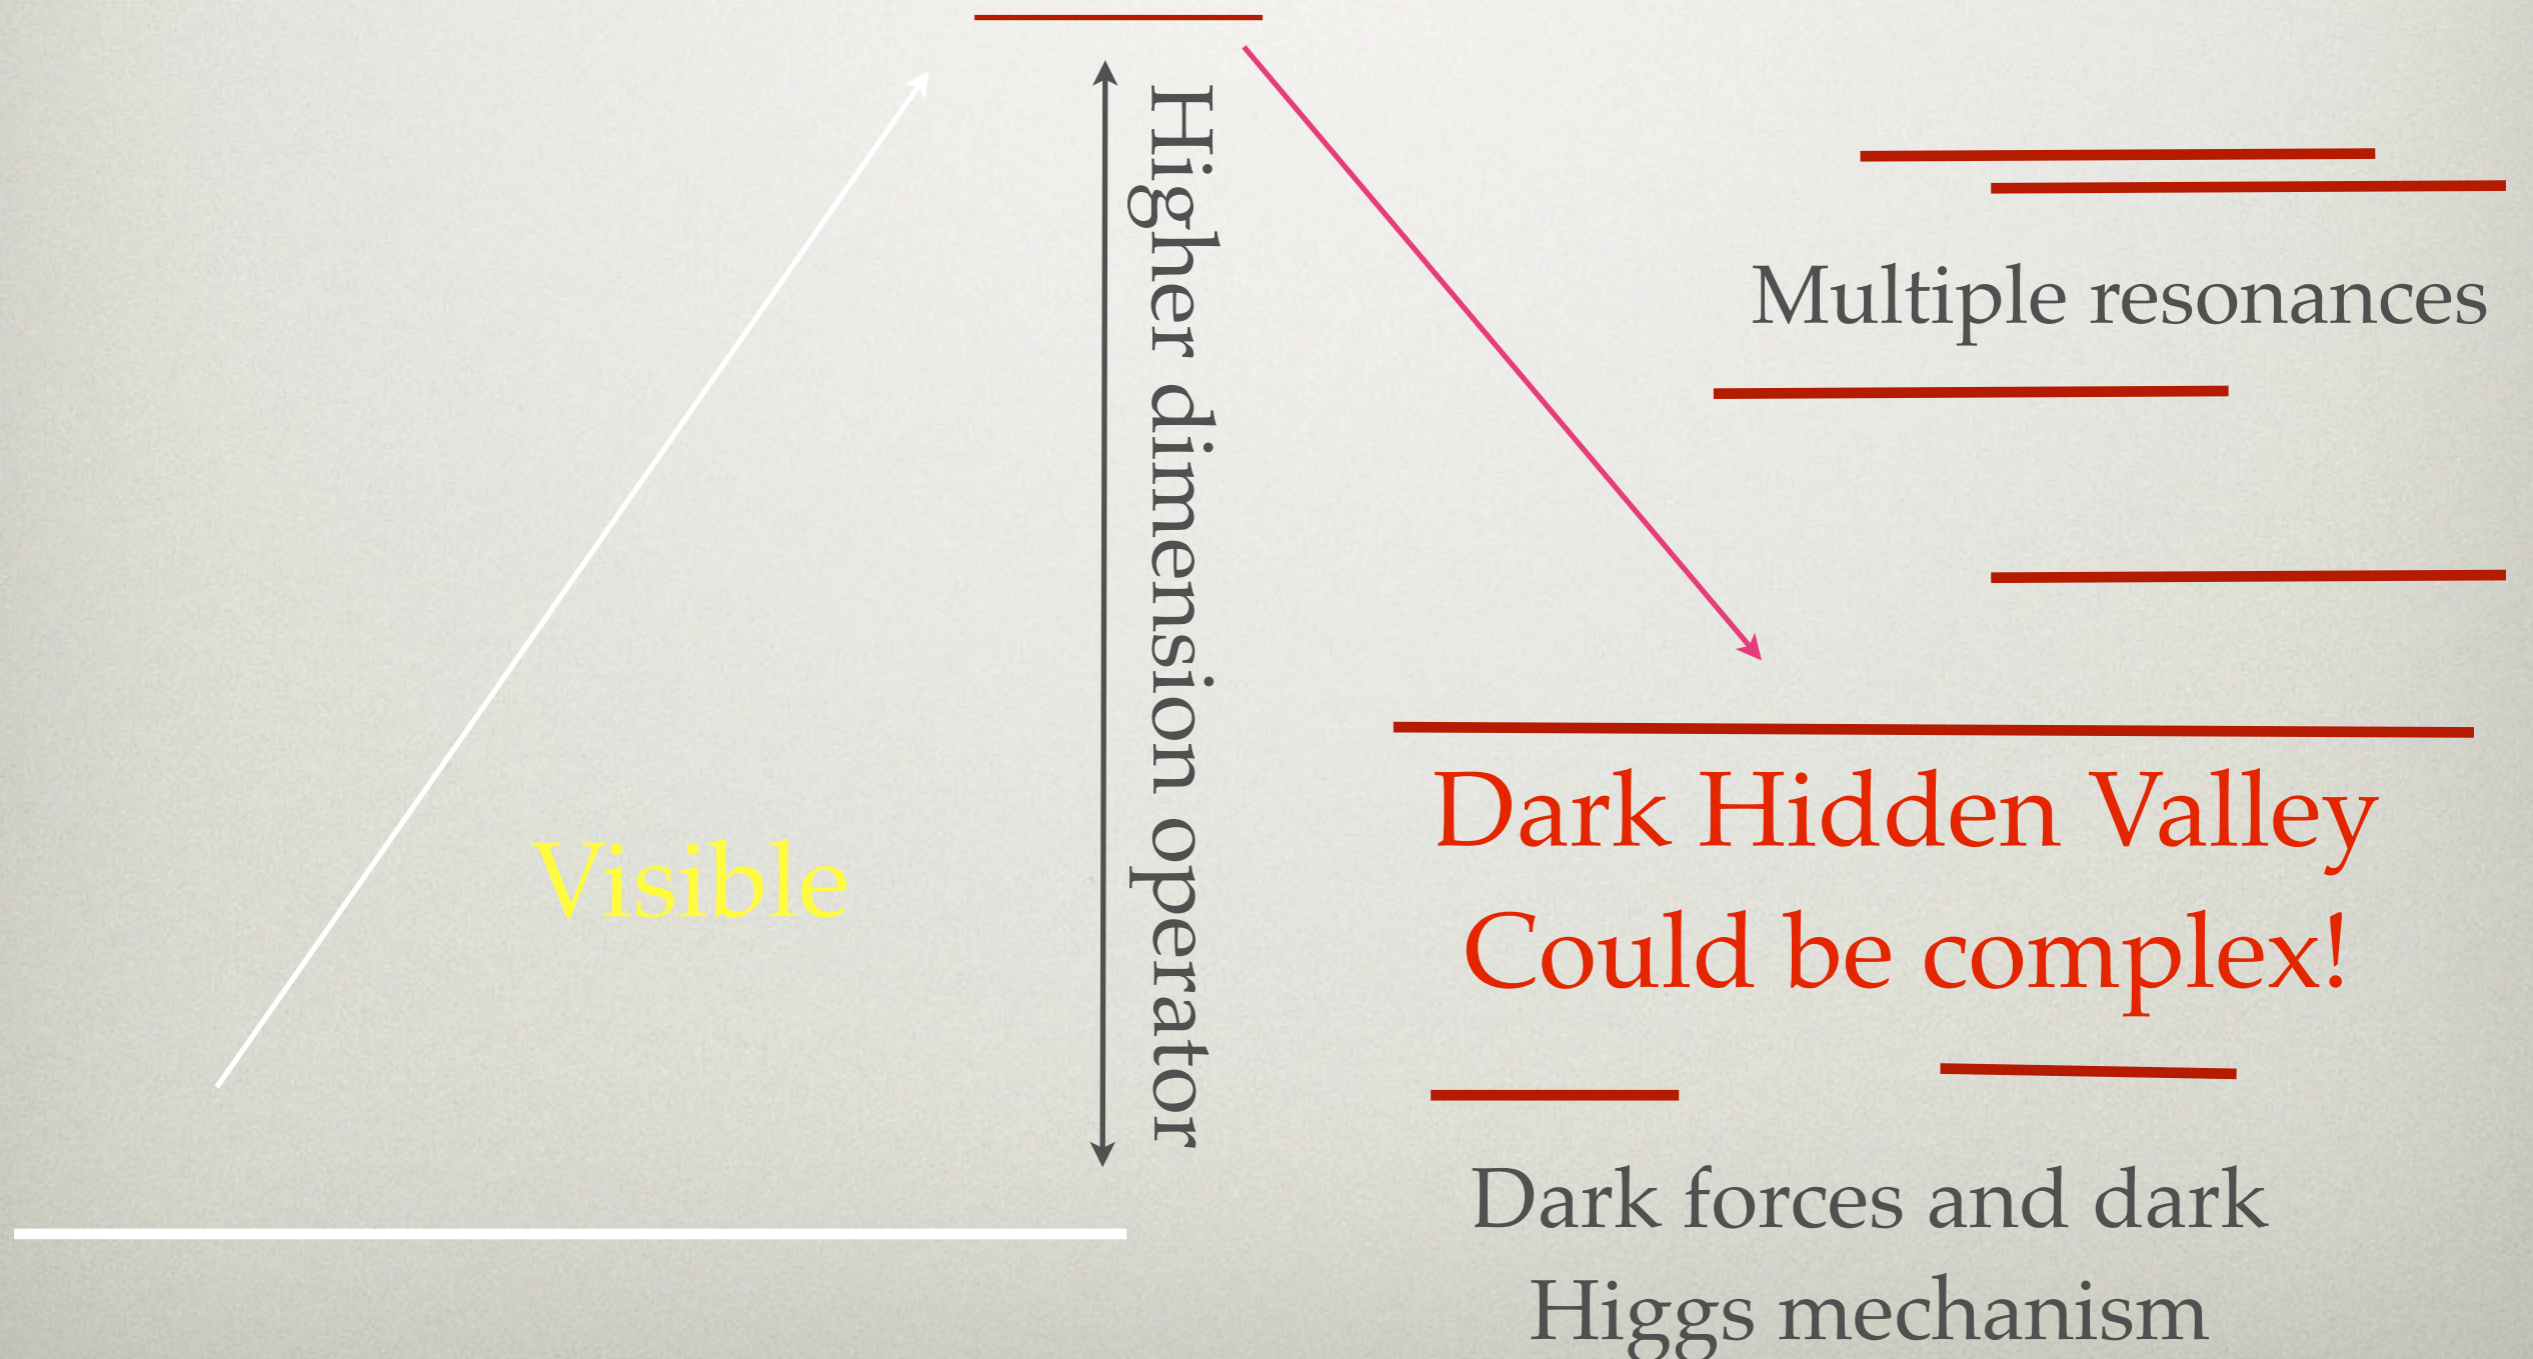 Higher dimension operator
Multiple resonances
Visible
Dark Hidden Valley
Could be complex!
Dark forces and dark
Higgs mechanism